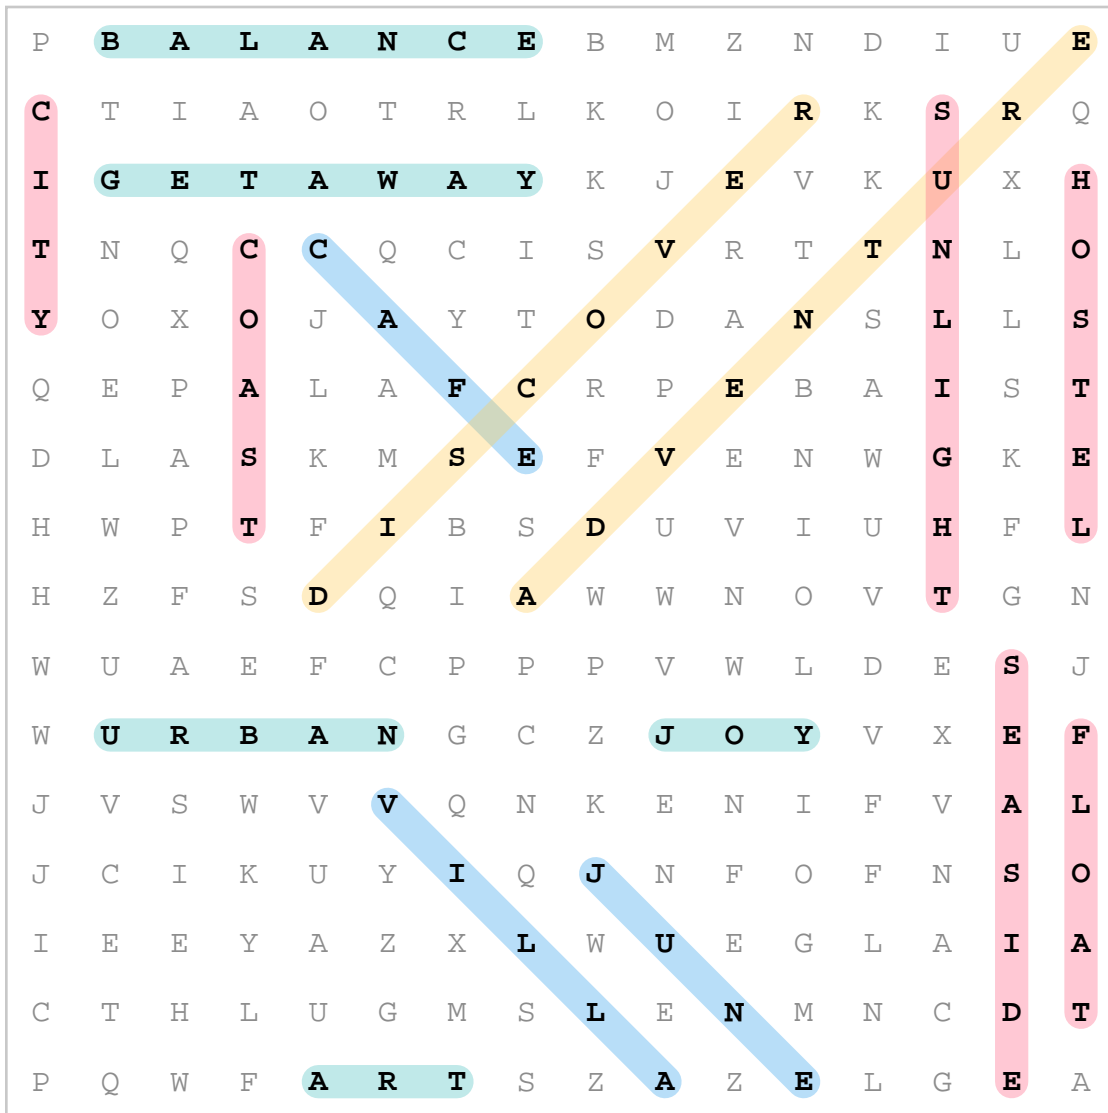 P B A L A N C E B M Z N D I U E
C T I A O T R L K O I R K S R Q
I G E T A W A Y K J E V K U X H
T N Q C C Q C I S V R T T N L O
Y O X O J A Y T O D A N S L L S
Q E P A L A F C R P E B A I S T
D L A S K M S E F V E N W G K E
H W P T F I B S D U V I U H F L
H Z F S D Q I A W W N O V T G N
W U A E F C P P P V W L D E S J
W U R B A N G C Z J O Y V X E F
J V S W V V Q N K E N I F V A L
J C I K U Y I Q J N F O F N S O
I E E Y A Z X L W U E G L A I A
C T H L U G M S L E N M N C D T
P Q W F A R T S Z A Z E L G E A